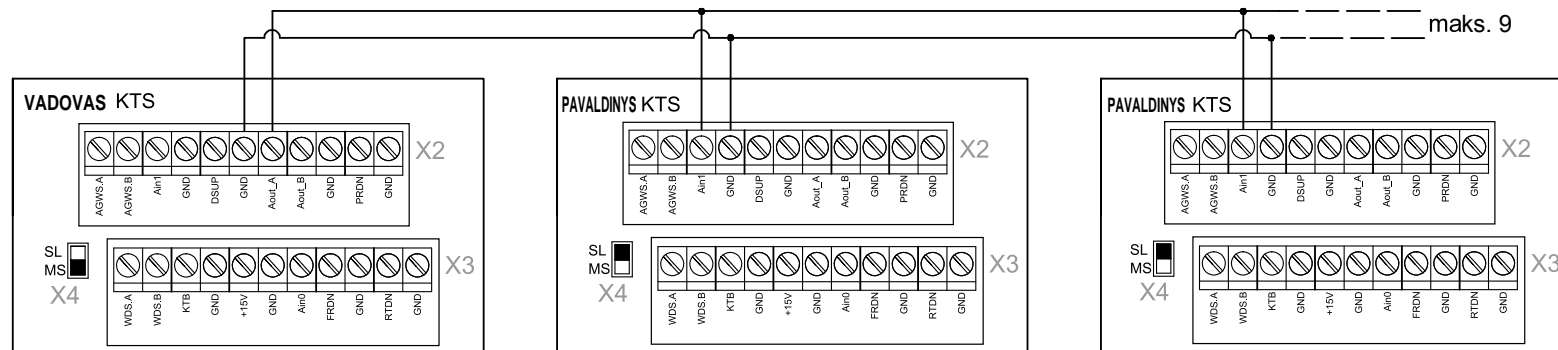 maks. 9
VADOVAS KTS
PAVALDINYS KTS
PAVALDINYS KTS
AGWS.A AGWS.B Ain1 GND DSUP GND Aout_A Aout_B GND PRDN GND X2
AGWS.A AGWS.B Ain1 GND DSUP GND Aout_A Aout_B GND PRDN GND X2
AGWS.A AGWS.B Ain1 GND DSUP GND Aout_A Aout_B GND PRDN GND X2
SL
MS
X4
WDS.A WDS.B KTB GND +15V GND Ain0 FRDN GND RTDN GND X3
SL
MS
X4
WDS.A WDS.B KTB GND +15V GND Ain0 FRDN GND RTDN GND X3
SL
MS
X4
WDS.A WDS.B KTB GND +15V GND Ain0 FRDN GND RTDN GND X3